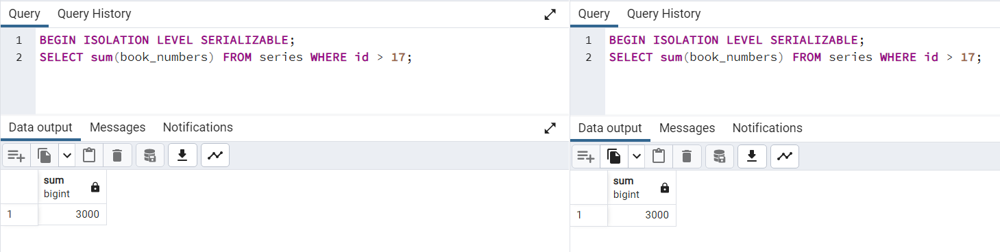 Query Query History
1 BEGIN ISOLATION LEVEL SERIALIZABLE;
2 SELECT sum(book_numbers) FROM series WHERE id > 17;
Data output Messages Notifications
sum
bigint
1 3000
Query Query History
1 BEGIN ISOLATION LEVEL SERIALIZABLE;
2 SELECT sum(book_numbers) FROM series WHERE id > 17;
Data output Messages Notifications
sum
bigint
1 3000